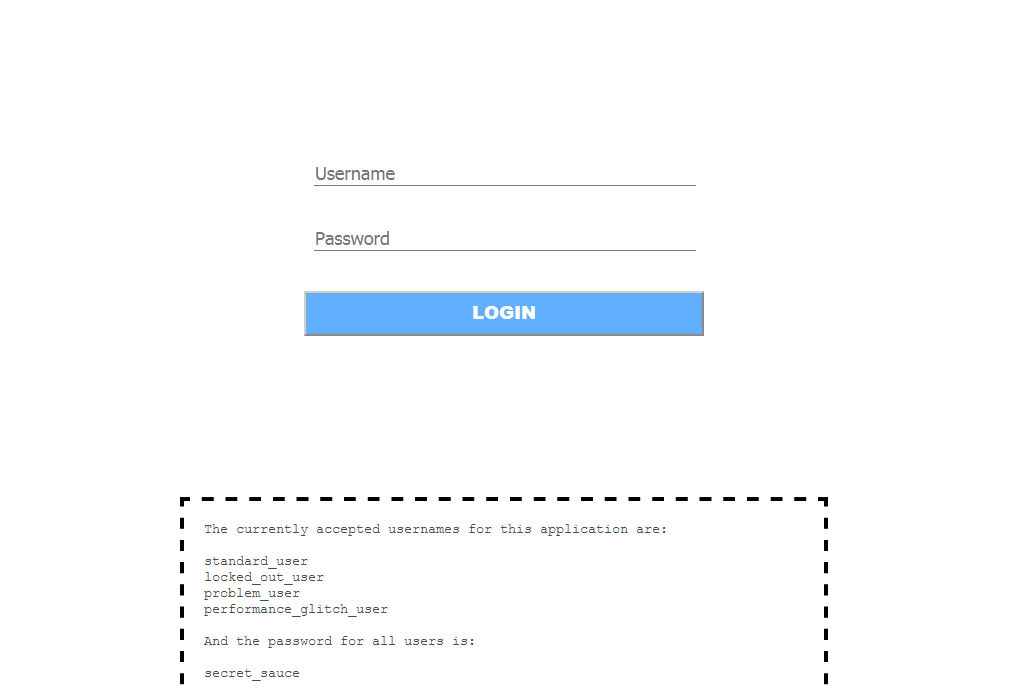 Username
Password
LOGIN
The currently accepted usernames for this application are:
standard_user
locked_out_user
problem_user
performance_glitch_user
And the password for all users is:
secret_sauce